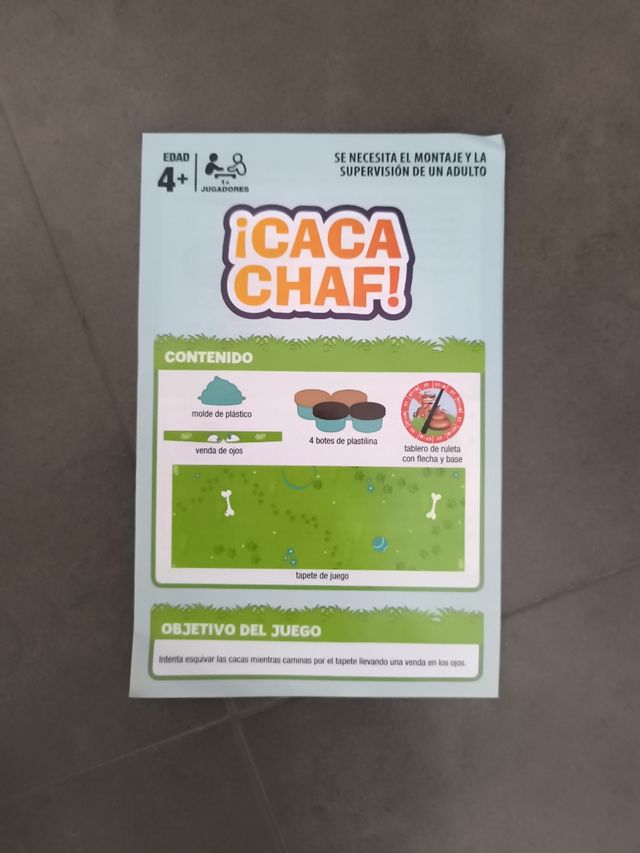 EDAD
4+
1+
JUGADORES
SE NECESITA EL MONTAJE Y LA
SUPERVISIÓN DE UN ADULTO
¡CACA
CHAF!
CONTENIDO
molde de plástico
venda de ojos
4 botes de plastilina
tablero de ruleta
con flecha y base
tapete de juego
OBJETIVO DEL JUEGO
Intenta esquivar las cacas mientras caminas por el tapete llevando una venda en los ojos.